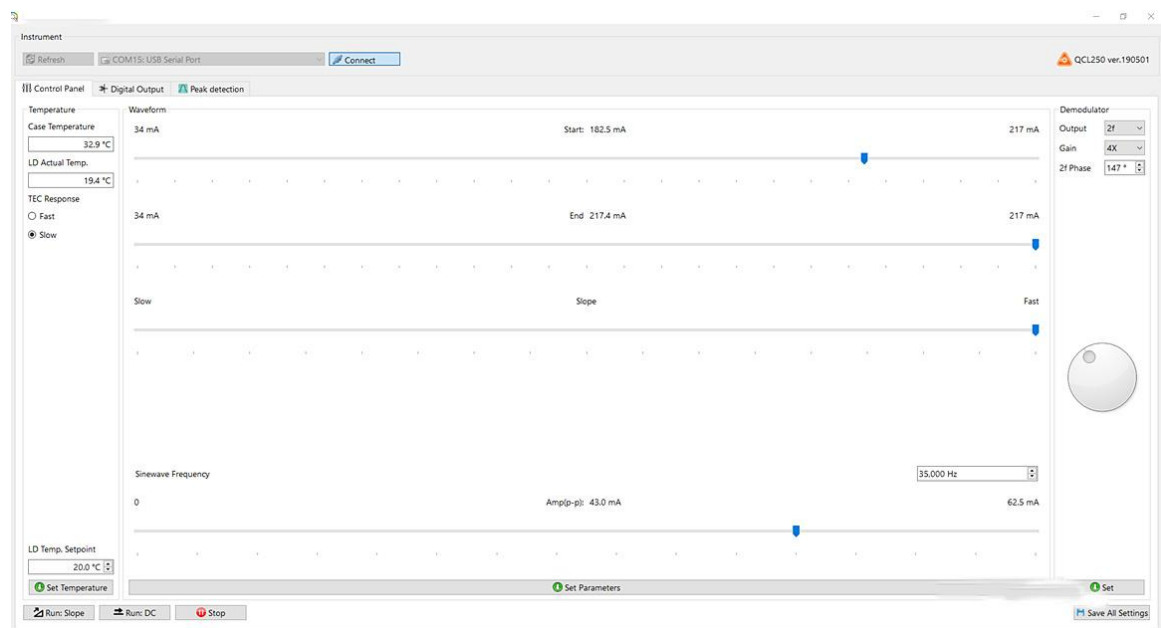 Instrument
Refresh COM15: USB Serial Port Connect QCL250 ver.190501
Control Panel Digital Output Peak detection
Temperature Waveform Demodulator
Case Temperature 34 mA Start: 182.5 mA 217 mA Output 2f
32.9 °C Gain 4X
LD Actual Temp. 2f Phase 147 °
19.4 °C
TEC Response
Fast 34 mA End 217.4 mA 217 mA
Slow
Slow Slope Fast
Sinewave Frequency 35.000 Hz
0 Amp(p-p): 43.0 mA 62.5 mA
LD Temp. Setpoint
20.0 °C
Set Temperature Set Parameters Set
Run: Slope Run: DC Stop Save All Settings